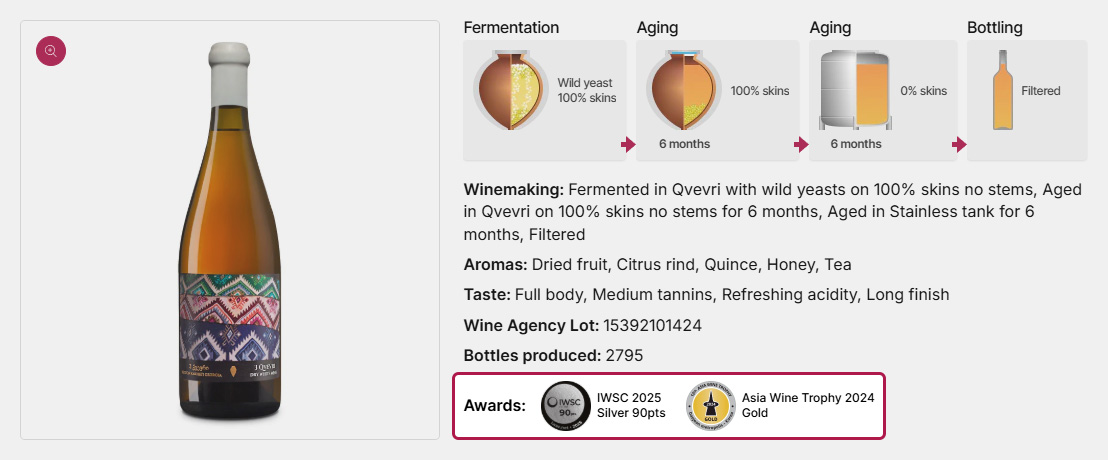 Fermentation
Wild yeast
100% skins
Aging
100% skins
6 months
Aging
0% skins
6 months
Bottling
Filtered
Winemaking: Fermented in Qvevri with wild yeasts on 100% skins no stems, Aged
in Qvevri on 100% skins no stems for 6 months, Aged in Stainless tank for 6
months, Filtered
Aromas: Dried fruit, Citrus rind, Quince, Honey, Tea
Taste: Full body, Medium tannins, Refreshing acidity, Long finish
Wine Agency Lot: 15392101424
Bottles produced: 2795
Awards:
IWSC
90
IWSC 2025
Silver 90pts
GOLD
Asia Wine Trophy 2024
Gold